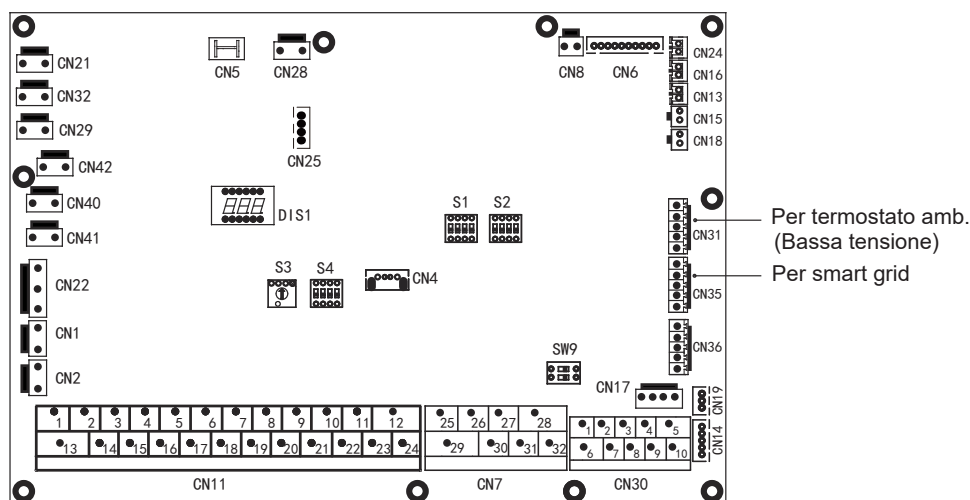 CN21
CN32
CN29
CN42
CN40
CN41
CN22
CN1
CN2
CN5
CN28
CN25
DIS1
S3
S4
CN4
S1
S2
CN8
CN6
CN24
CN16
CN13
CN15
CN18
CN31
Per termostato amb.
(Bassa tensione)
CN35
Per smart grid
CN36
SW9
CN17
CN19
CN14
1 2 3 4 5 6 7 8 9 10 11 12
13 14 15 16 17 18 19 20 21 22 23 24
CN11
25 26 27 28
29 30 31 32
CN7
1 2 3 4 5
6 7 8 9 10
CN30